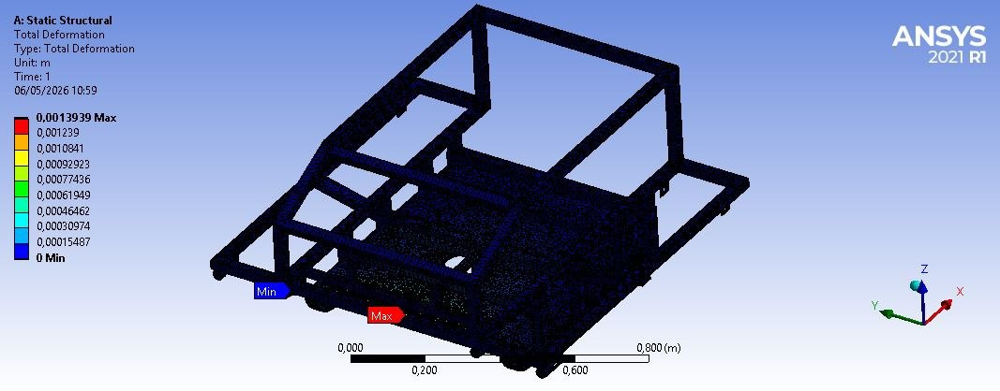 A: Static Structural
Total Deformation
Type: Total Deformation
Unit: m
Time: 1
06/05/2026 10:59
ANSYS
2021 R1
0,0013939 Max
0,001239
0,0010841
0,00092923
0,00077436
0,00061949
0,00046462
0,00030974
0,00015487
0 Min
Min
Max
0,000
0,800 (m)
0,200
0,600
Z
X
Y